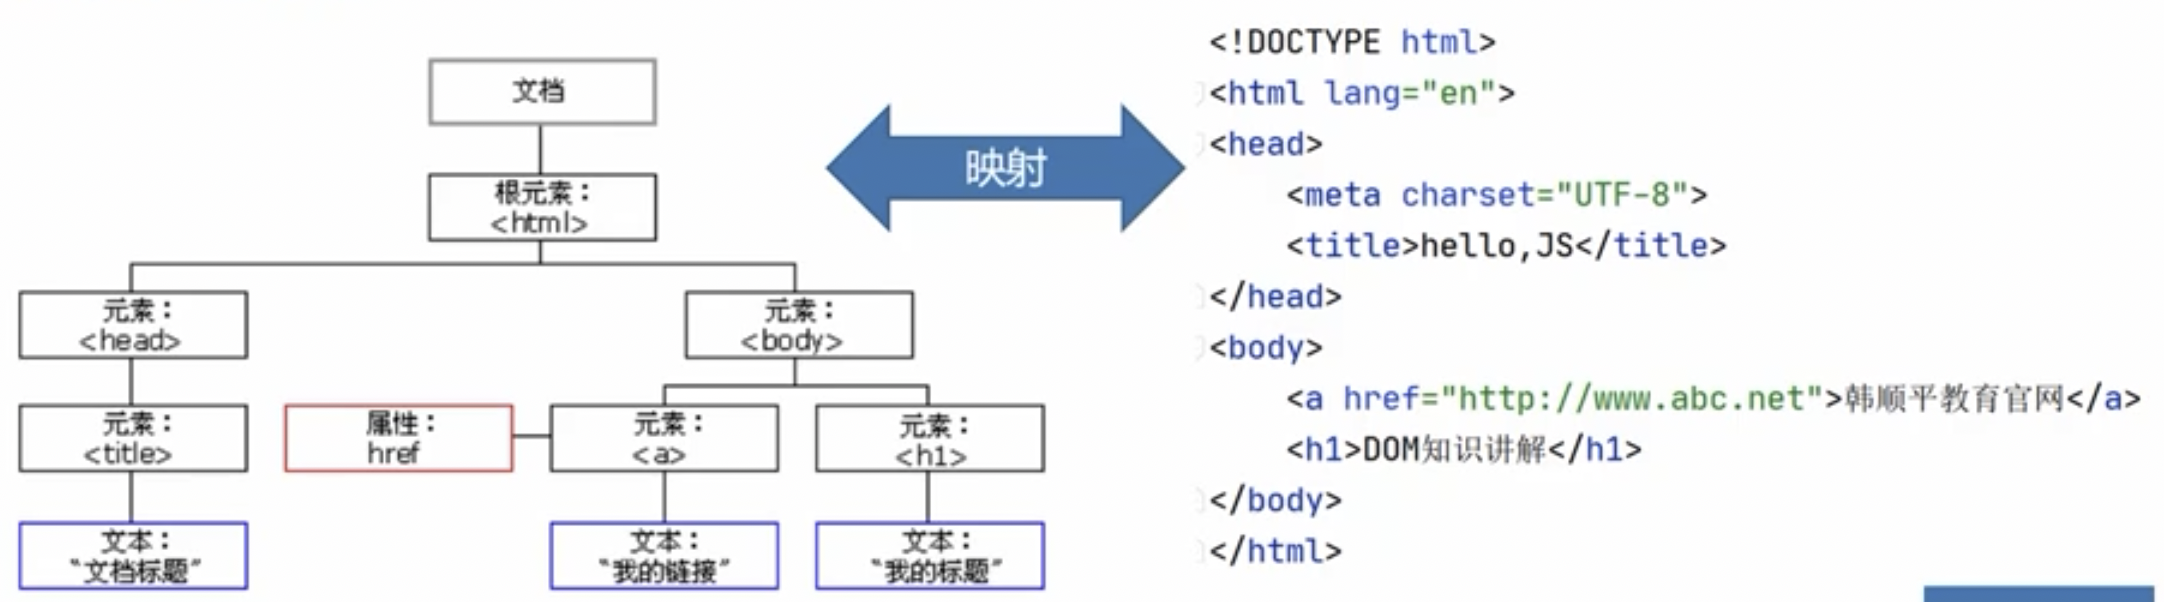 文档
根元素：
<html>
元素：
<head>
元素：
<body>
元素：
<title>
属性：
href
元素：
<a>
元素：
<h1>
文本：
“文档标题”
文本：
“我的链接”
文本：
“我的标题”
映射
<!DOCTYPE html>
<html lang="en">
<head>
    <meta charset="UTF-8">
    <title>hello,JS</title>
</head>
<body>
    <a href="http://www.abc.net">韩顺平教育官网</a>
    <h1>DOM知识讲解</h1>
</body>
</html>